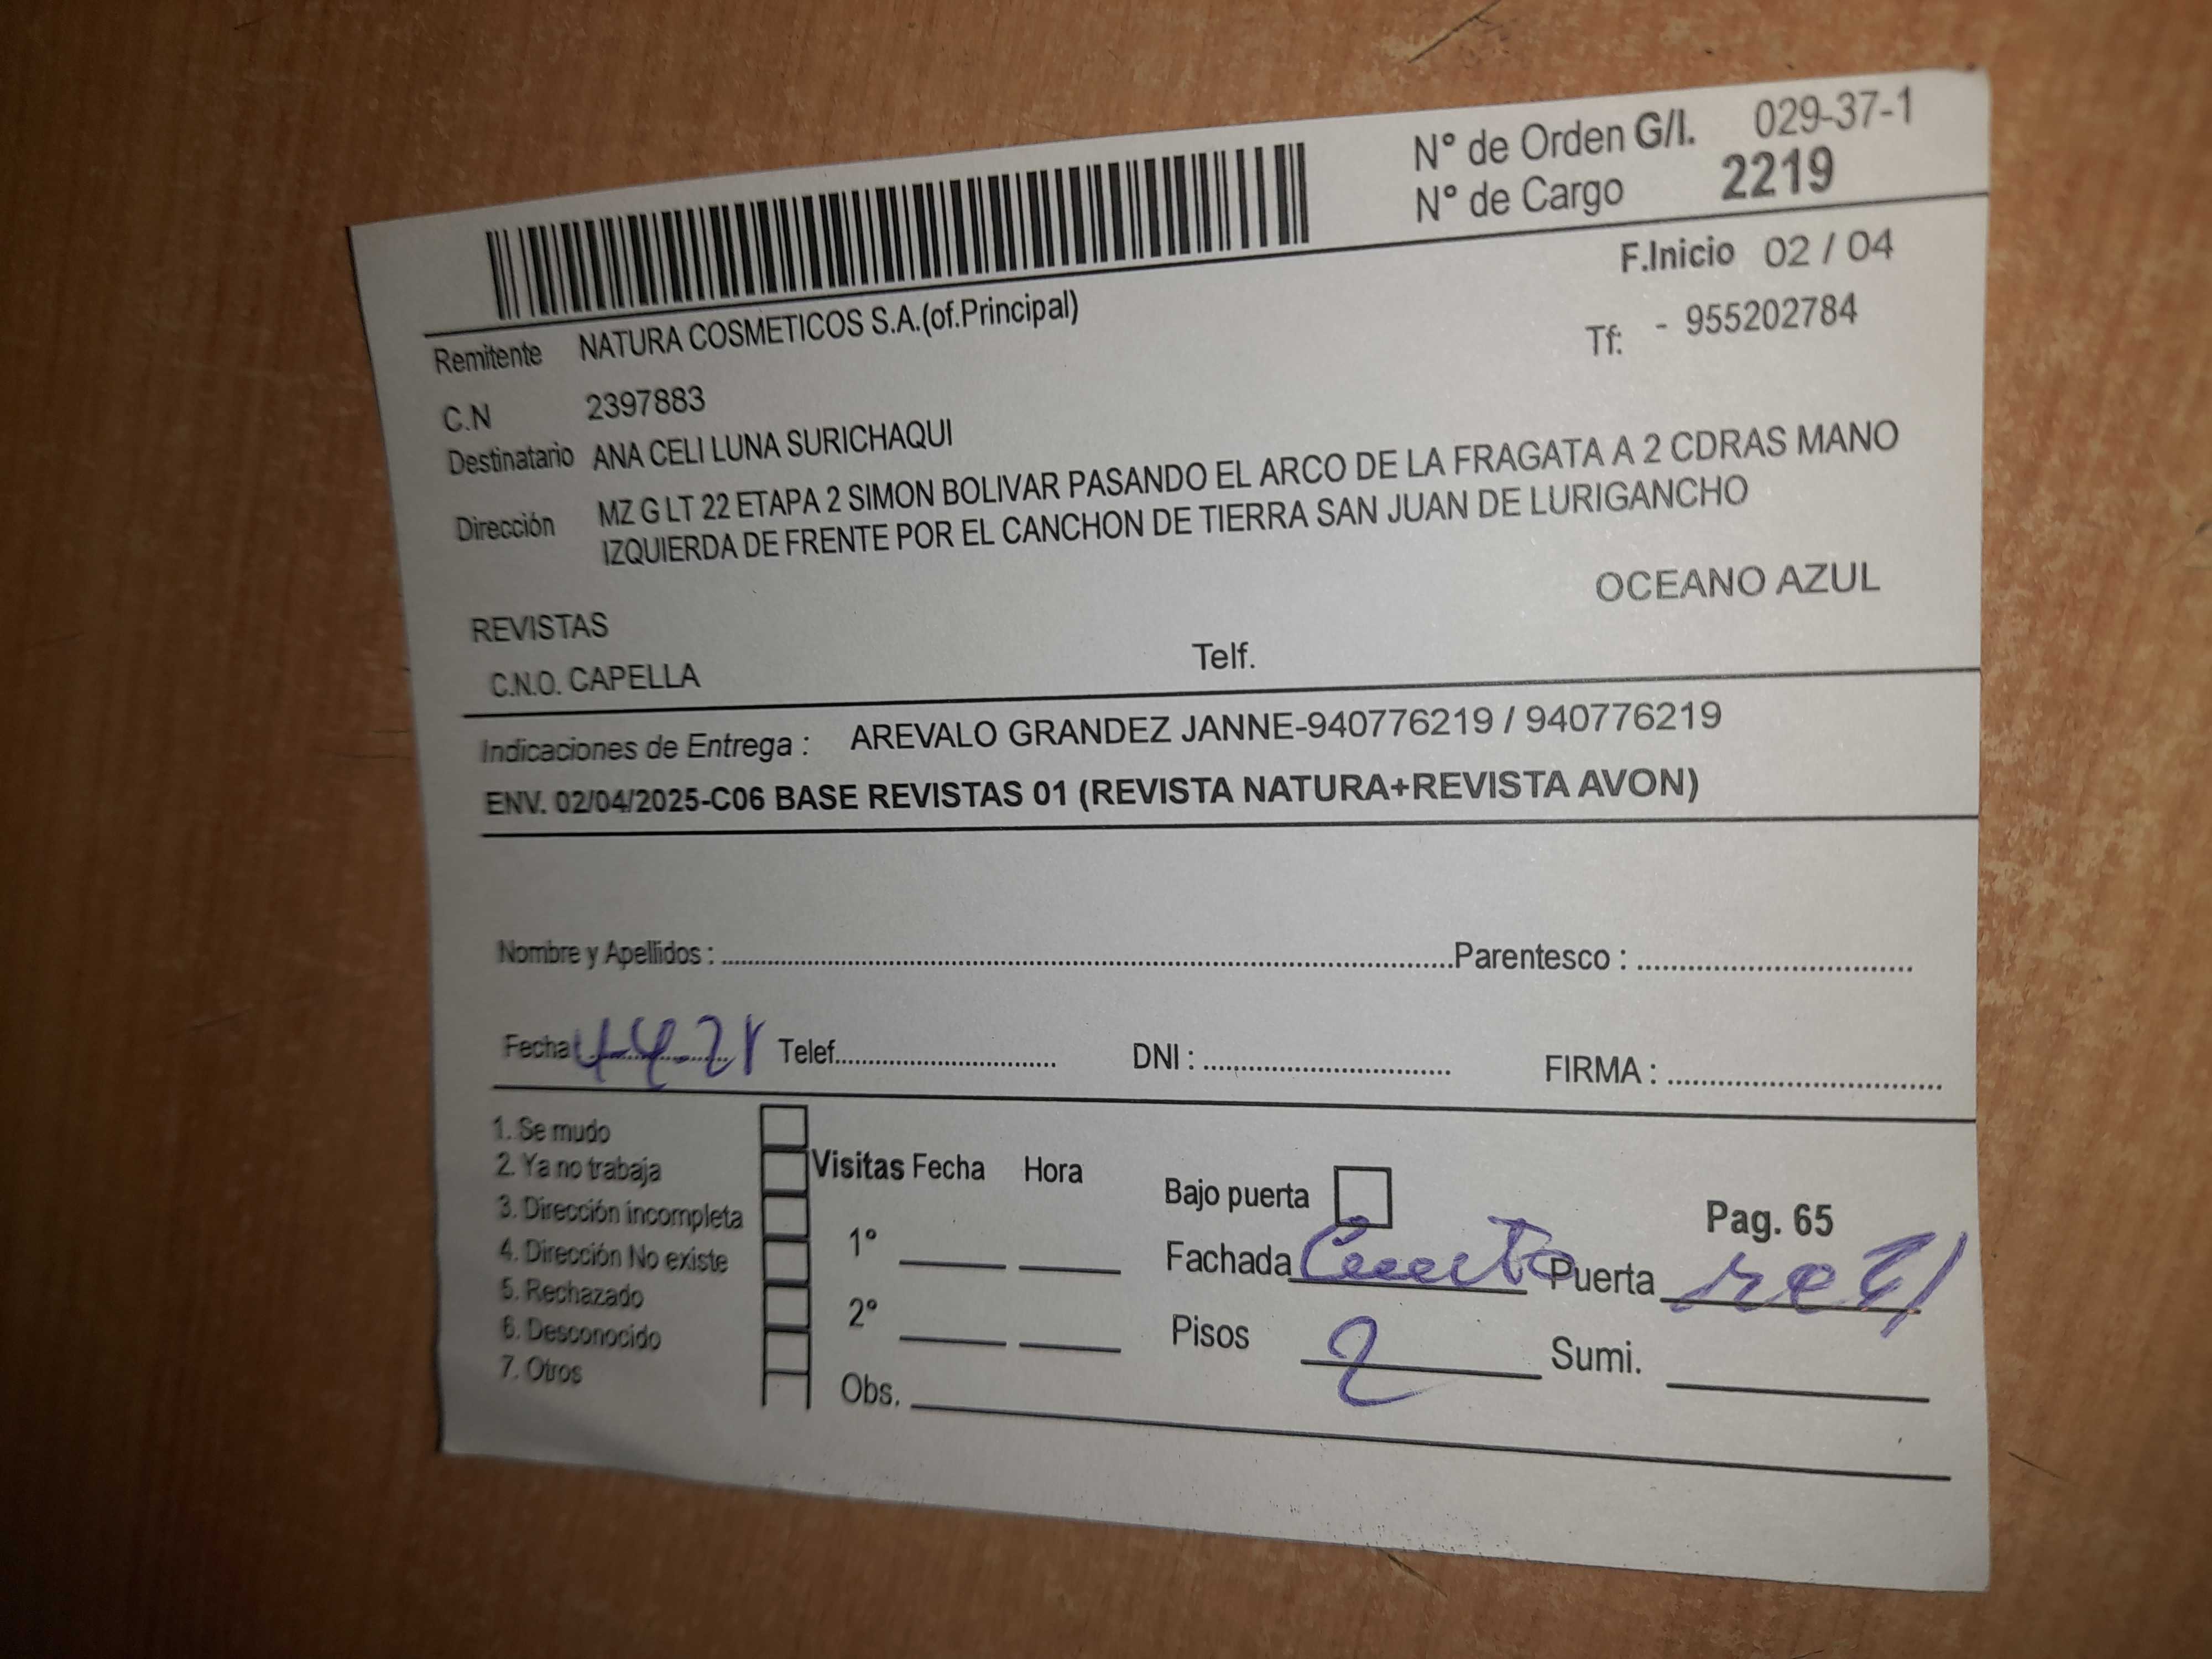 N° de Orden G/I. 029-37-1
N° de Cargo 2219
F.Inicio 02 / 04
Remitente NATURA COSMETICOS S.A.(of.Principal)
Tf: - 955202784
C.N 2397883
Destinatario ANA CELI LUNA SURICHAQUI
Dirección MZ G LT 22 ETAPA 2 SIMON BOLIVAR PASANDO EL ARCO DE LA FRAGATA A 2 CDRAS MANO
IZQUIERDA DE FRENTE POR EL CANCHON DE TIERRA SAN JUAN DE LURIGANCHO
OCEANO AZUL
REVISTAS
C.N.O. CAPELLA Telf.
Indicaciones de Entrega : AREVALO GRANDEZ JANNE-940776219 / 940776219
ENV. 02/04/2025-C06 BASE REVISTAS 01 (REVISTA NATURA+REVISTA AVON)
Nombre y Apellidos : Parentesco :
Fecha Telef. DNI : FIRMA :
1. Se mudo
2. Ya no trabaja
3. Dirección incompleta
4. Dirección No existe
5. Rechazado
6. Desconocido
7. Otros
Visitas Fecha Hora
1°
2°
Obs.
Bajo puerta
Pag. 65
Fachada Puerta
Pisos 2 Sumi.